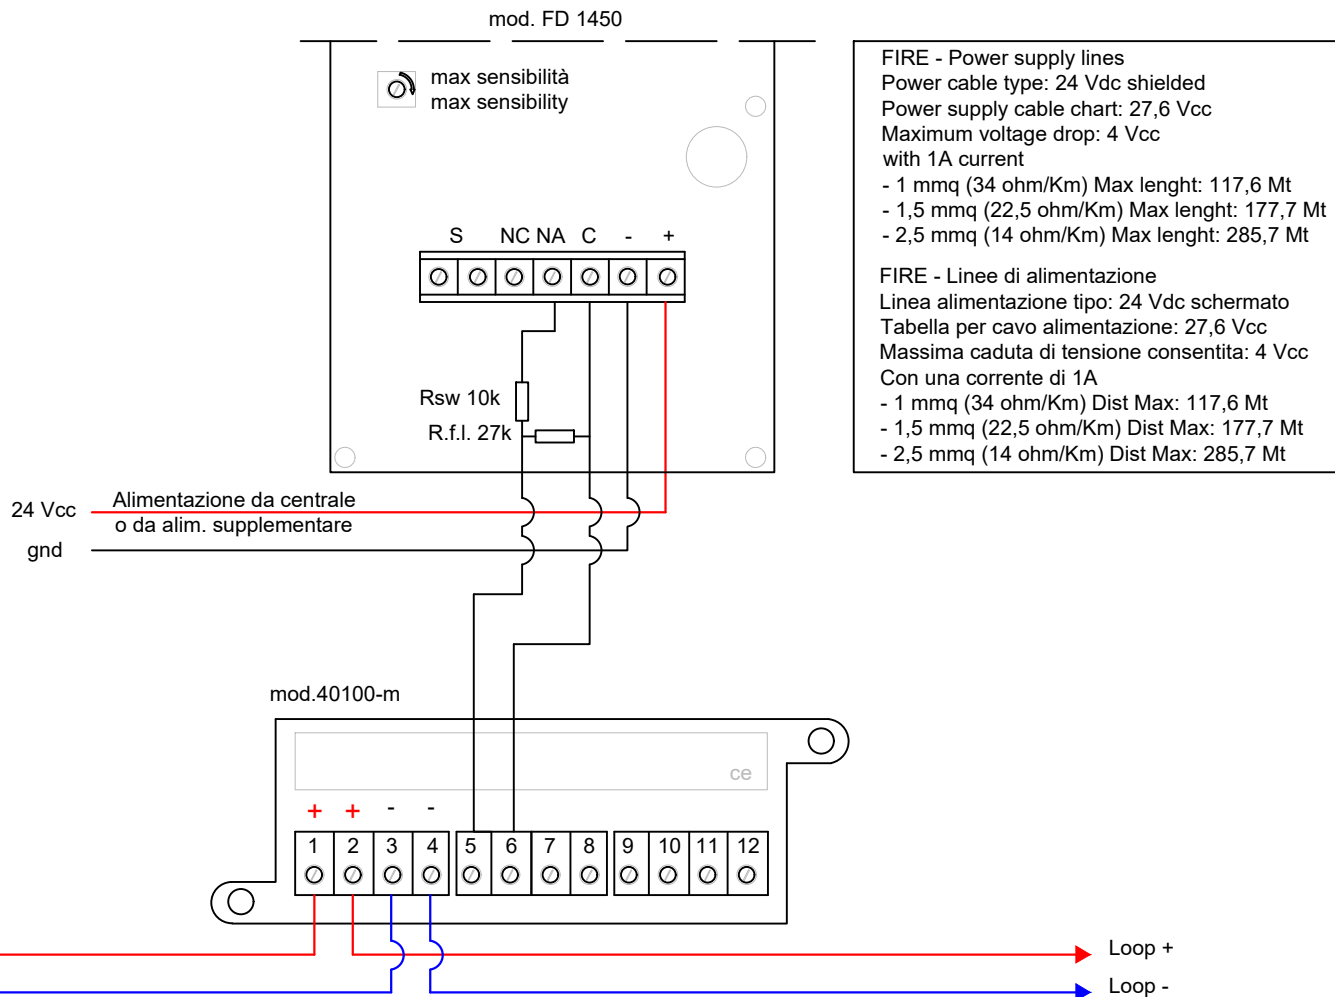 mod. FD 1450
max sensibilità
max sensibility
S NC NA C - +
Rsw 10k
R.f.l. 27k
FIRE - Power supply lines
Power cable type: 24 Vdc shielded
Power supply cable chart: 27,6 Vcc
Maximum voltage drop: 4 Vcc
with 1A current
- 1 mmq (34 ohm/Km) Max lenght: 117,6 Mt
- 1,5 mmq (22,5 ohm/Km) Max lenght: 177,7 Mt
- 2,5 mmq (14 ohm/Km) Max lenght: 285,7 Mt
FIRE - Linee di alimentazione
Linea alimentazione tipo: 24 Vdc schermato
Tabella per cavo alimentazione: 27,6 Vcc
Massima caduta di tensione consentita: 4 Vcc
Con una corrente di 1A
- 1 mmq (34 ohm/Km) Dist Max: 117,6 Mt
- 1,5 mmq (22,5 ohm/Km) Dist Max: 177,7 Mt
- 2,5 mmq (14 ohm/Km) Dist Max: 285,7 Mt
24 Vcc
Alimentazione da centrale
o da alim. supplementare
gnd
mod.40100-m
ce
+ + - -
1 2 3 4 5 6 7 8 9 10 11 12
Loop +
Loop -